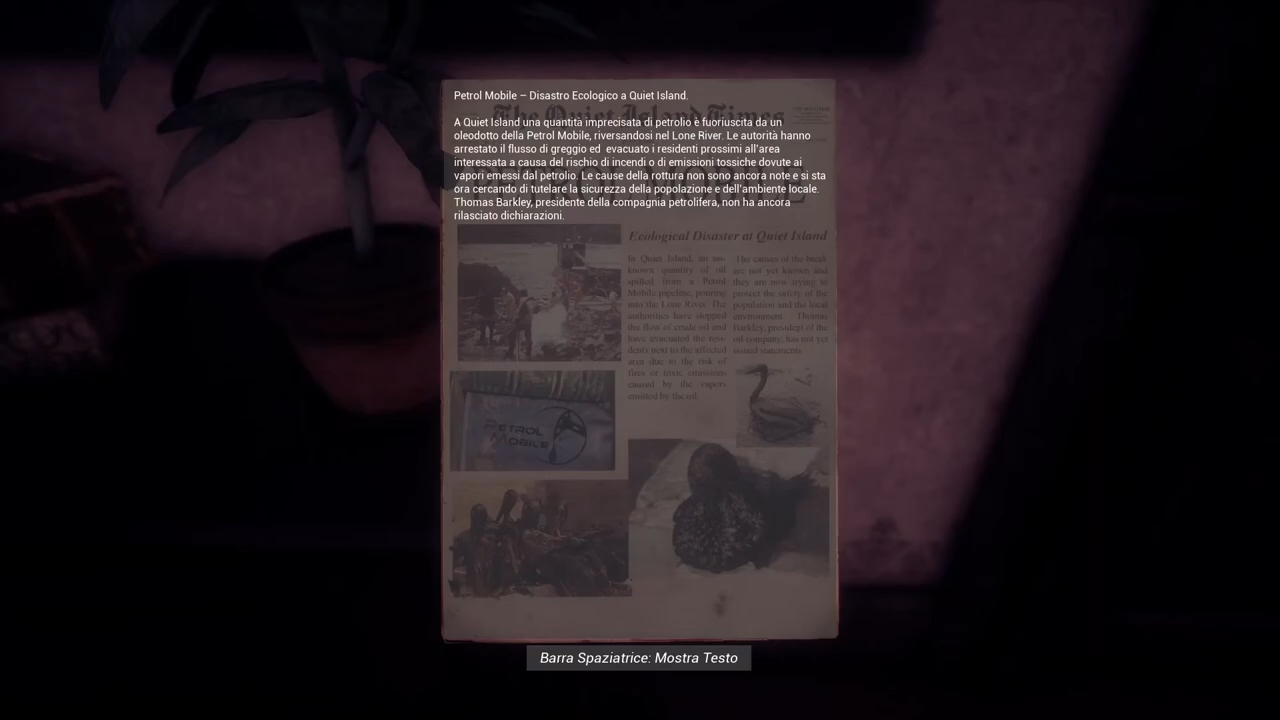 Petrol Mobile – Disastro Ecologico a Quiet Island.
The Quiet Island Times
A Quiet Island una quantità imprecisata di petrolio è fuoriuscita da un
oleodotto della Petrol Mobile, riversandosi nel Lone River. Le autorità hanno
arrestato il flusso di greggio ed  evacuato i residenti prossimi all'area
interessata a causa del rischio di incendi o di emissioni tossiche dovute ai
vapori emessi dal petrolio. Le cause della rottura non sono ancora note e si sta
ora cercando di tutelare la sicurezza della popolazione e dell'ambiente locale.
Thomas Barkley, presidente della compagnia petrolifera, non ha ancora
rilasciato dichiarazioni.
PETROL MOBILE
Ecological Disaster at Quiet Island
In Quiet Island, an un-
known quantity of oil
spilled from a Petrol
Mobile pipeline, pouring
into the Lone River. The
authorities have stopped
the flow of crude oil and
have evacuated the resi-
dents next to the affected
area due to the risk of
fires or toxic emissions
caused by the vapors
emitted by the oil.
The causes of the break
are not yet known and
they are now trying to
protect the safety of the
population and the local
environment. Thomas
Barkley, president of the
oil company, has not yet
issued statements.
PETROL
MOBILE
Barra Spaziatrice: Mostra Testo